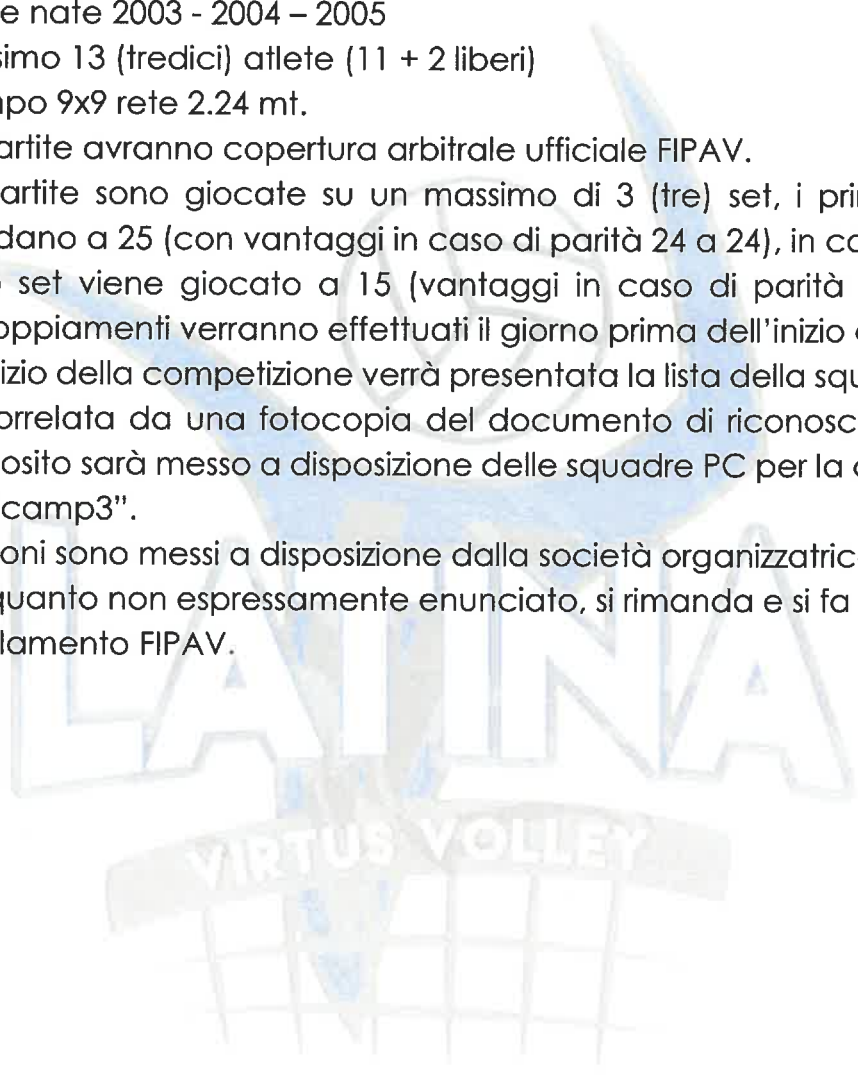 e nate 2003 - 2004 – 2005
simo 13 (tredici) atlete (11 + 2 liberi)
npo 9x9 rete 2.24 mt.
artite avranno copertura arbitrale ufficiale FIPAV.
artite sono giocate su un massimo di 3 (tre) set, i prin
dano a 25 (con vantaggi in caso di parità 24 a 24), in ca
o set viene giocato a 15 (vantaggi in caso di parità
oppiamenti verranno effettuati il giorno prima dell'inizio d
izio della competizione verrà presentata la lista della squ
orrelata da una fotocopia del documento di riconosc
osito sarà messo a disposizione delle squadre PC per la c
camp3".
oni sono messi a disposizione dalla società organizzatric
quanto non espressamente enunciato, si rimanda e si fa
lamento FIPAV.
LATINA
VIRTUS VOLLEY